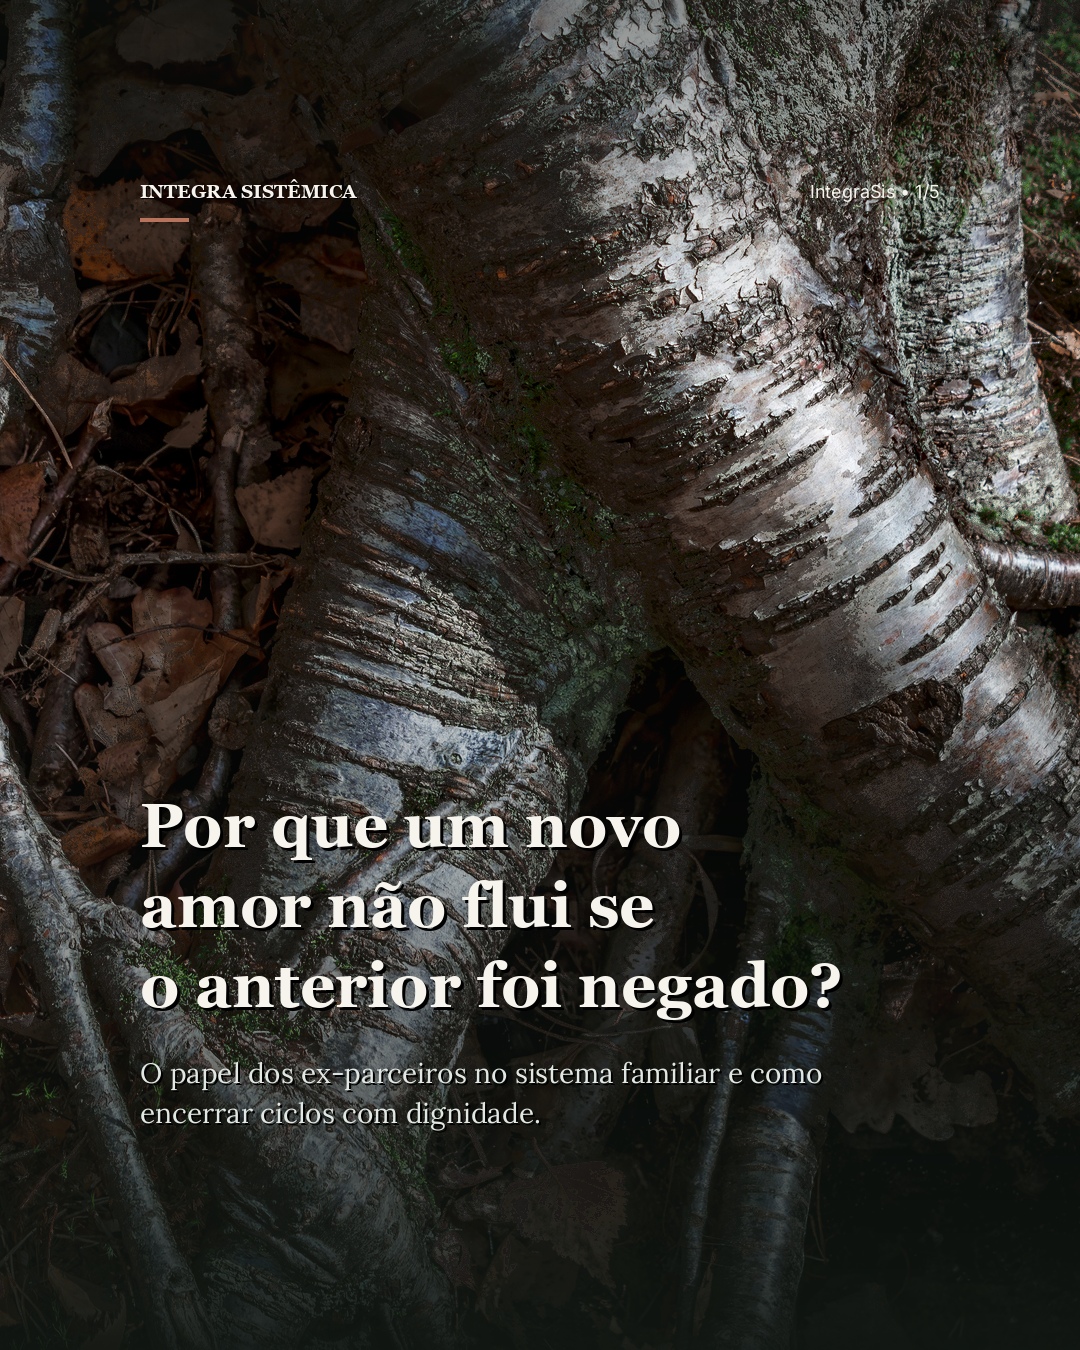 INTEGRA SISTÊMICA
IntegraSis • 1/5
Por que um novo
amor não flui se
o anterior foi negado?
O papel dos ex-parceiros no sistema familiar e como
encerrar ciclos com dignidade.